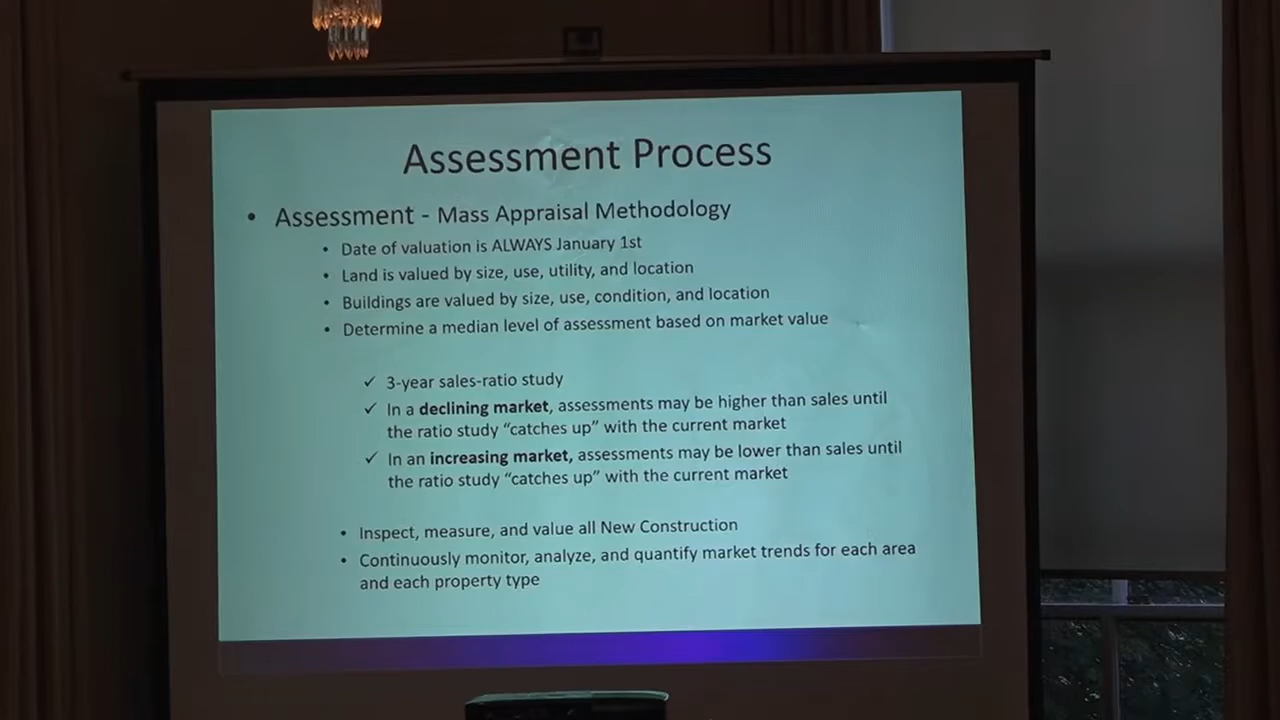 Assessment Process
• Assessment - Mass Appraisal Methodology
• Date of valuation is ALWAYS January 1st
• Land is valued by size, use, utility, and location
• Buildings are valued by size, use, condition, and location
• Determine a median level of assessment based on market value
✓ 3-year sales-ratio study
✓ In a declining market, assessments may be higher than sales until
the ratio study “catches up” with the current market
✓ In an increasing market, assessments may be lower than sales until
the ratio study “catches up” with the current market
• Inspect, measure, and value all New Construction
• Continuously monitor, analyze, and quantify market trends for each area
and each property type